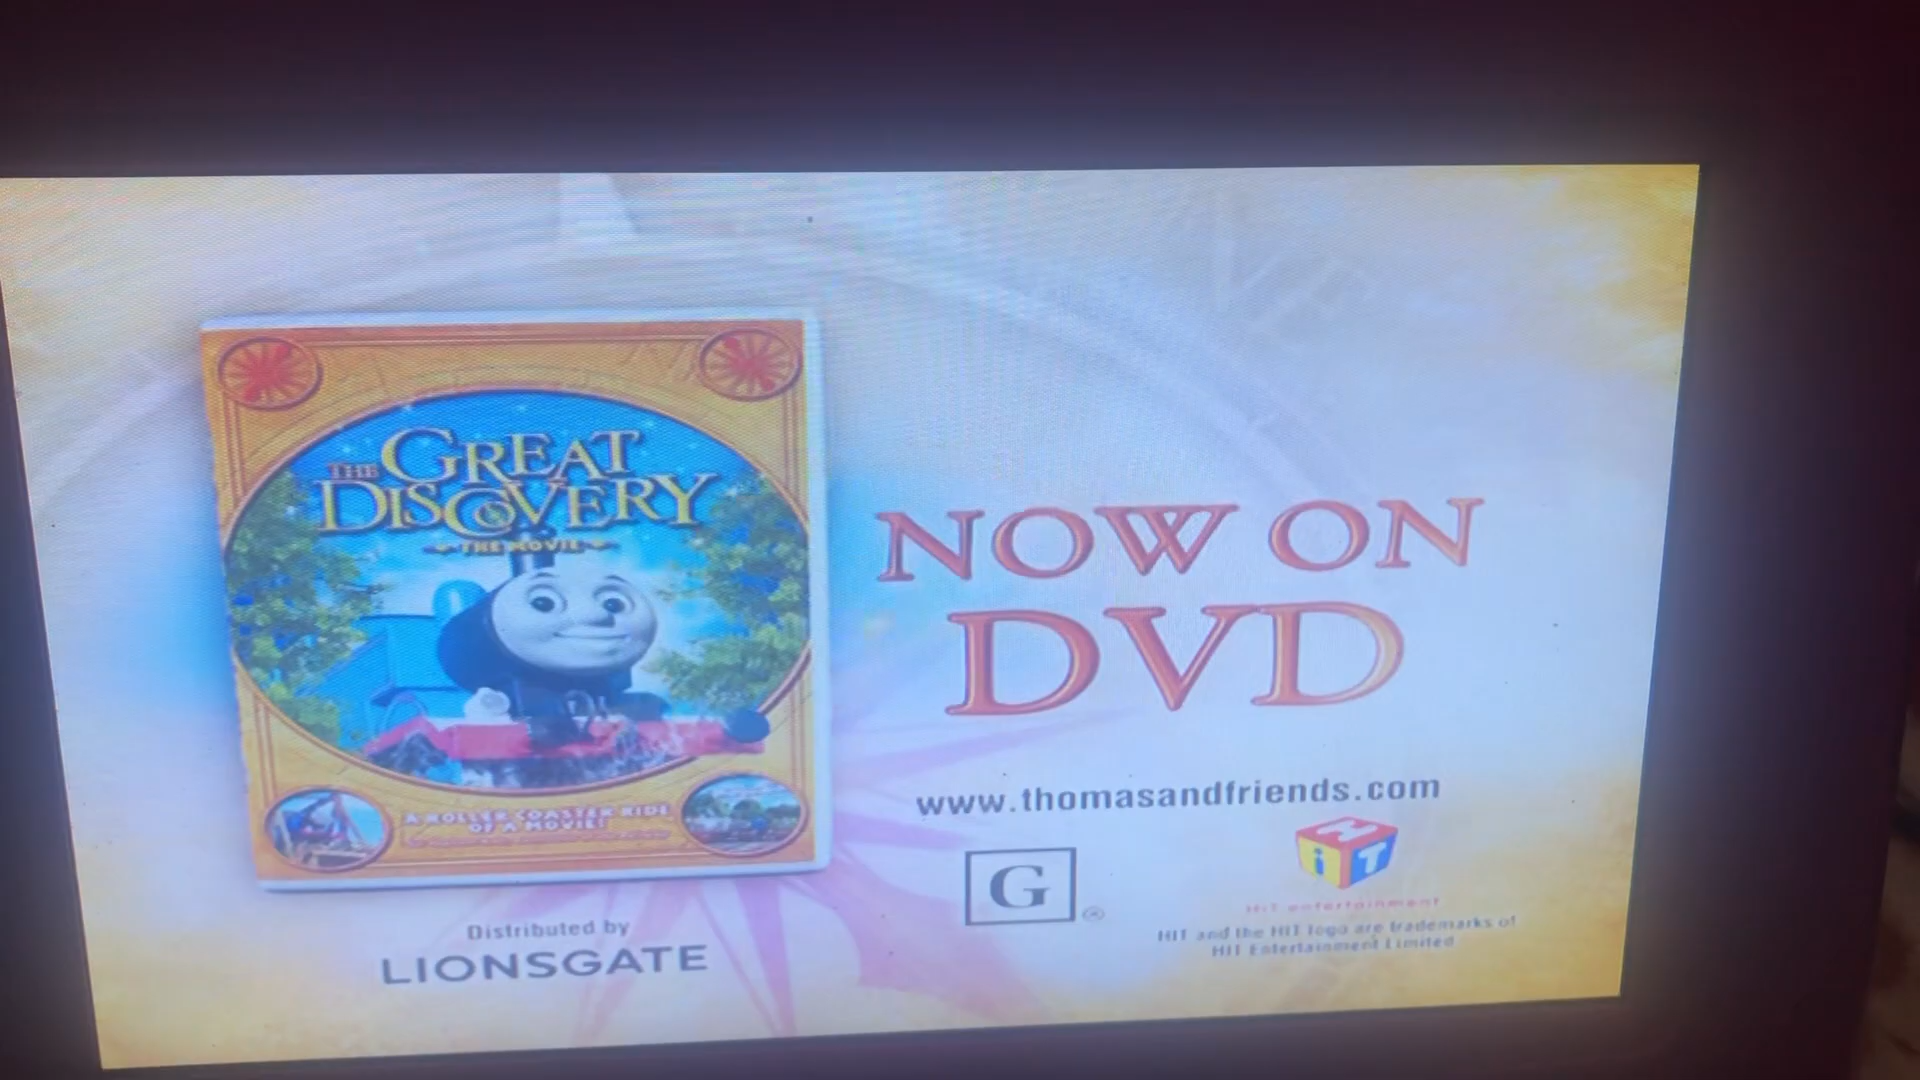 THE GREAT
DISCOVERY
THE MOVIE
A ROLLER COASTER RIDE
OF A MOVIE!
NOW ON
DVD
www.thomasandfriends.com
G
HiT
HiT entertainment
HIT and the HIT logo are trademarks of
HIT Entertainment Limited
Distributed by
LIONSGATE